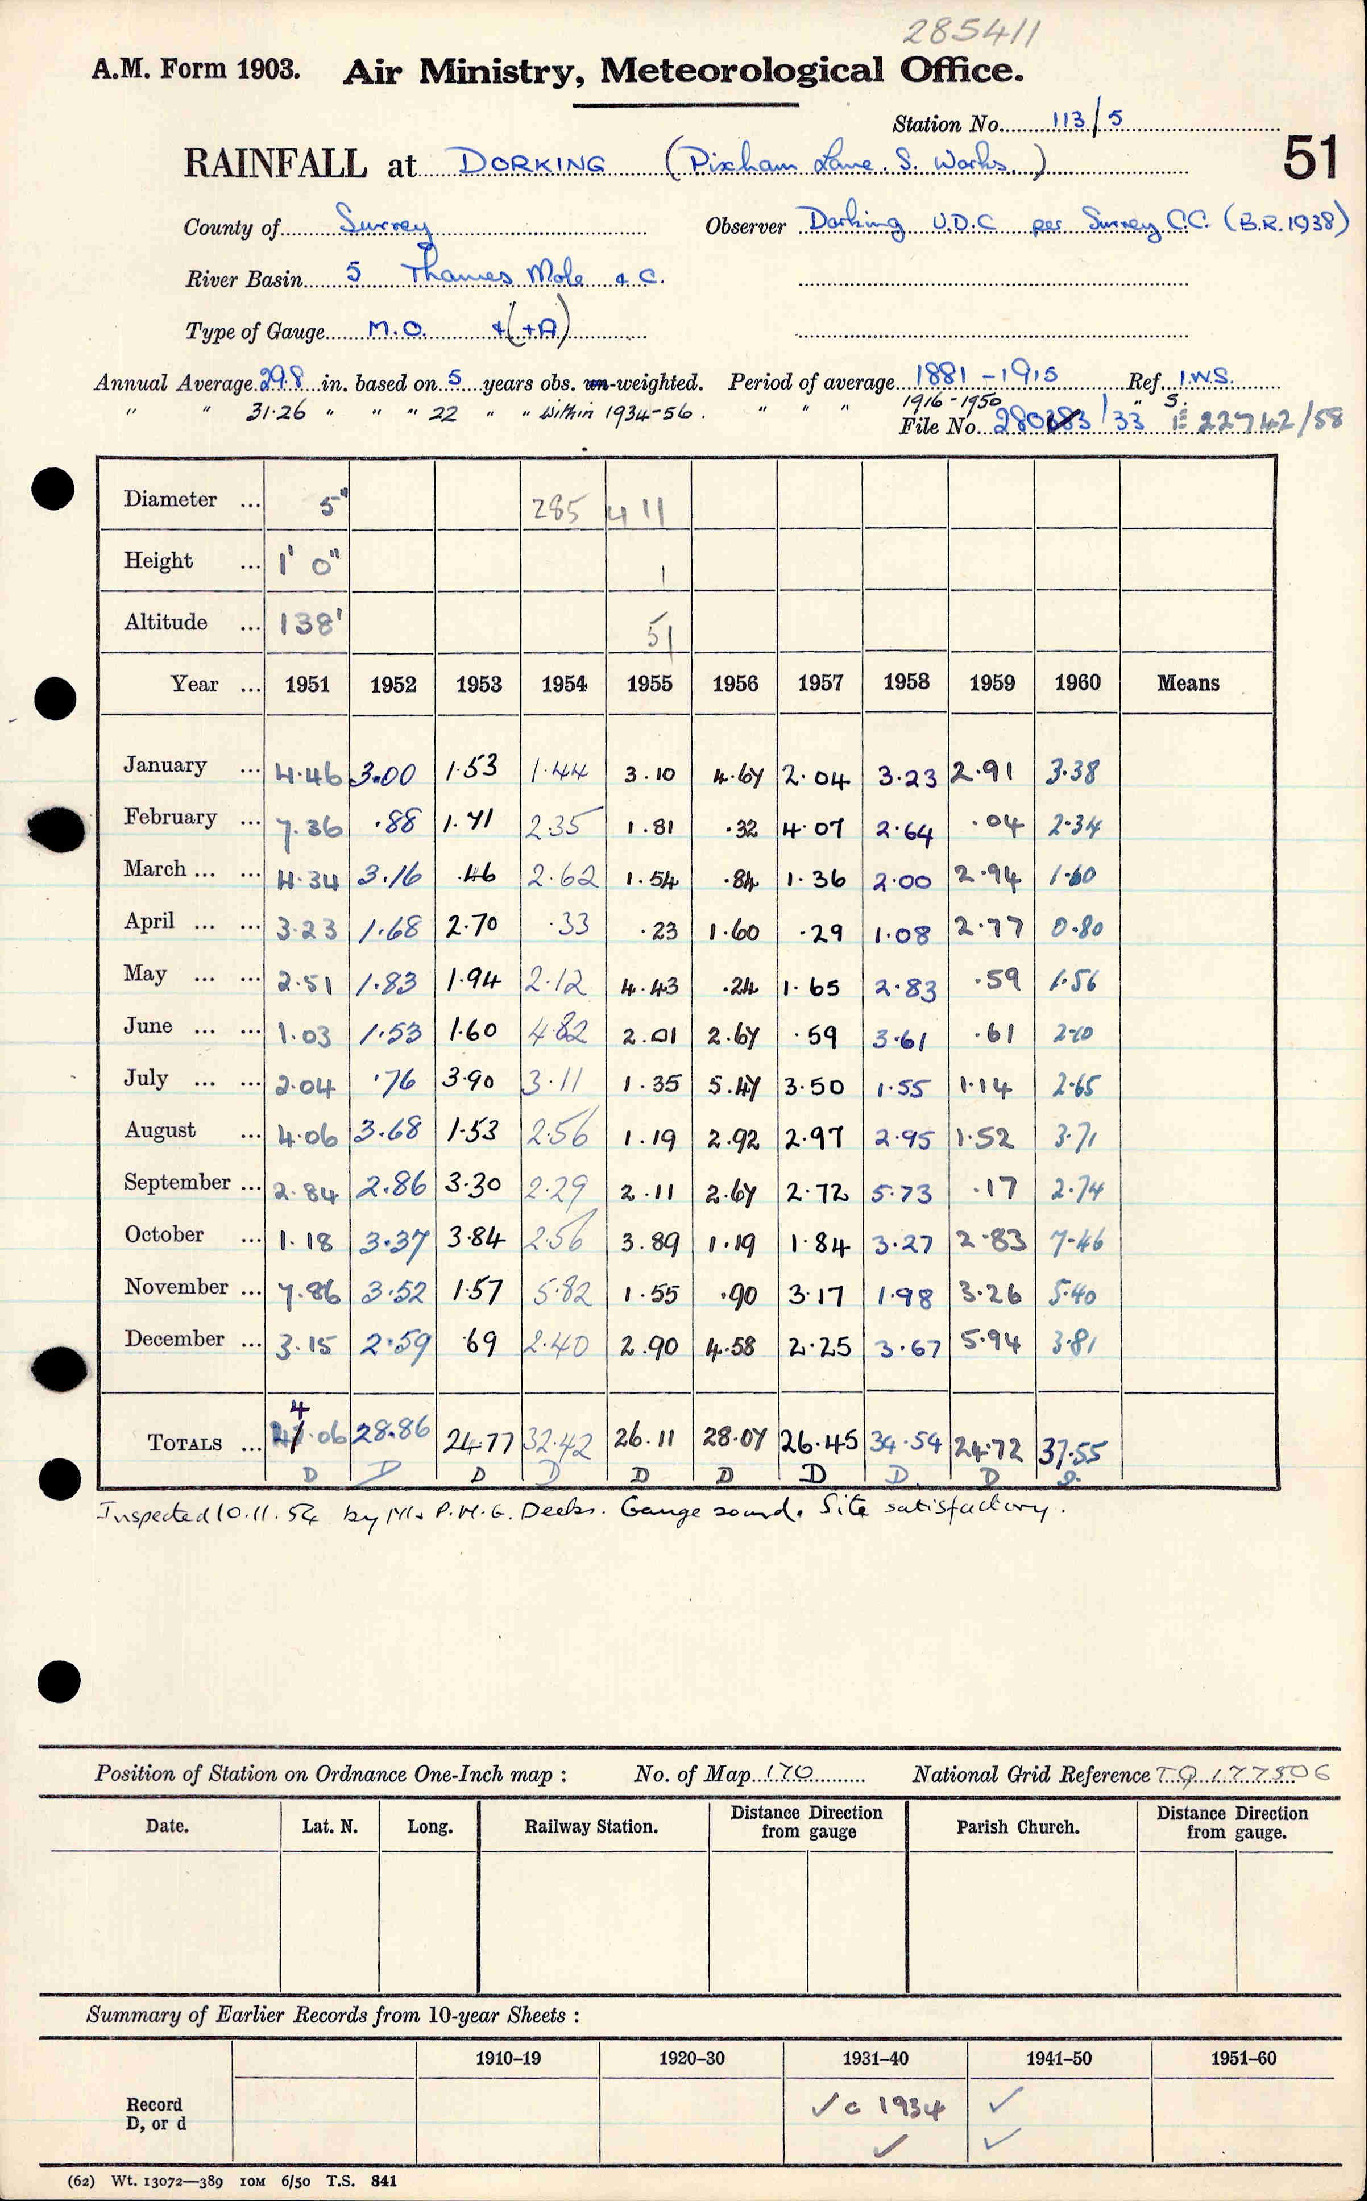 285411
A.M. Form 1903. Air Ministry, Meteorological Office.
Station No. 113/5
51
RAINFALL at DORKING (Pixham Lane. S. Works)
County of Surrey Observer Dorking U.D.C per Surrey C.C. (B.R. 1938)
River Basin 5 Thames Mole & C.
Type of Gauge M.O. +(+A)
Annual Average 29.8 in. based on 5 years obs. un-weighted. Period of average 1881-1915 Ref. I.W.S.
" " 31.26 " " " 22 " " within 1934-56. " " " 1916-1950 " S.
File No. 280383/33 E 22742/58
Diameter ... 5" 285 411
Height ... 1' 0" 1
Altitude ... 138' 51
Year ... 1951 1952 1953 1954 1955 1956 1957 1958 1959 1960 Means
January ... 4.46 3.00 1.53 1.44 3.10 4.67 2.04 3.23 2.91 3.38
February ... 7.36 .88 1.71 2.35 1.81 .32 4.07 2.64 .04 2.34
March ... ... 4.34 3.16 .46 2.62 1.54 .84 1.36 2.00 2.94 1.60
April ... ... 3.23 1.68 2.70 .33 .23 1.60 .29 1.08 2.77 0.80
May ... ... 2.51 1.83 1.94 2.12 4.43 .24 1.65 2.83 .59 1.56
June ... ... 1.03 1.53 1.60 4.82 2.01 2.67 .59 3.61 .61 2.10
July ... ... 2.04 .76 3.90 3.11 1.35 5.47 3.50 1.55 1.14 2.65
August ... 4.06 3.68 1.53 2.56 1.19 2.92 2.97 2.95 1.52 3.71
September ... 2.84 2.86 3.30 2.29 2.11 2.67 2.72 5.73 .17 2.74
October ... 1.18 3.37 3.84 2.56 3.89 1.19 1.84 3.27 2.83 7.46
November ... 7.86 3.52 1.57 5.82 1.55 .90 3.17 1.98 3.26 5.40
December ... 3.15 2.59 .69 2.40 2.90 4.58 2.25 3.67 5.94 3.81
TOTALS ... 44.06 28.86 24.77 32.42 26.11 28.07 26.45 34.54 24.72 37.55
D D D D D D D D D
Inspected 10.11.54 by Mr P.M.G. Deeks. Gauge sound. Site satisfactory.
Position of Station on Ordnance One-Inch map : No. of Map 170 National Grid Reference TQ 177506
Date. Lat. N. Long. Railway Station. Distance Direction from gauge Parish Church. Distance Direction from gauge.
Summary of Earlier Records from 10-year Sheets :
1910–19 1920–30 1931–40 1941–50 1951–60
Record ✓ c 1934 ✓
D, or d ✓ ✓
(62) Wt. 13072—389 10M 6/50 T.S. 841